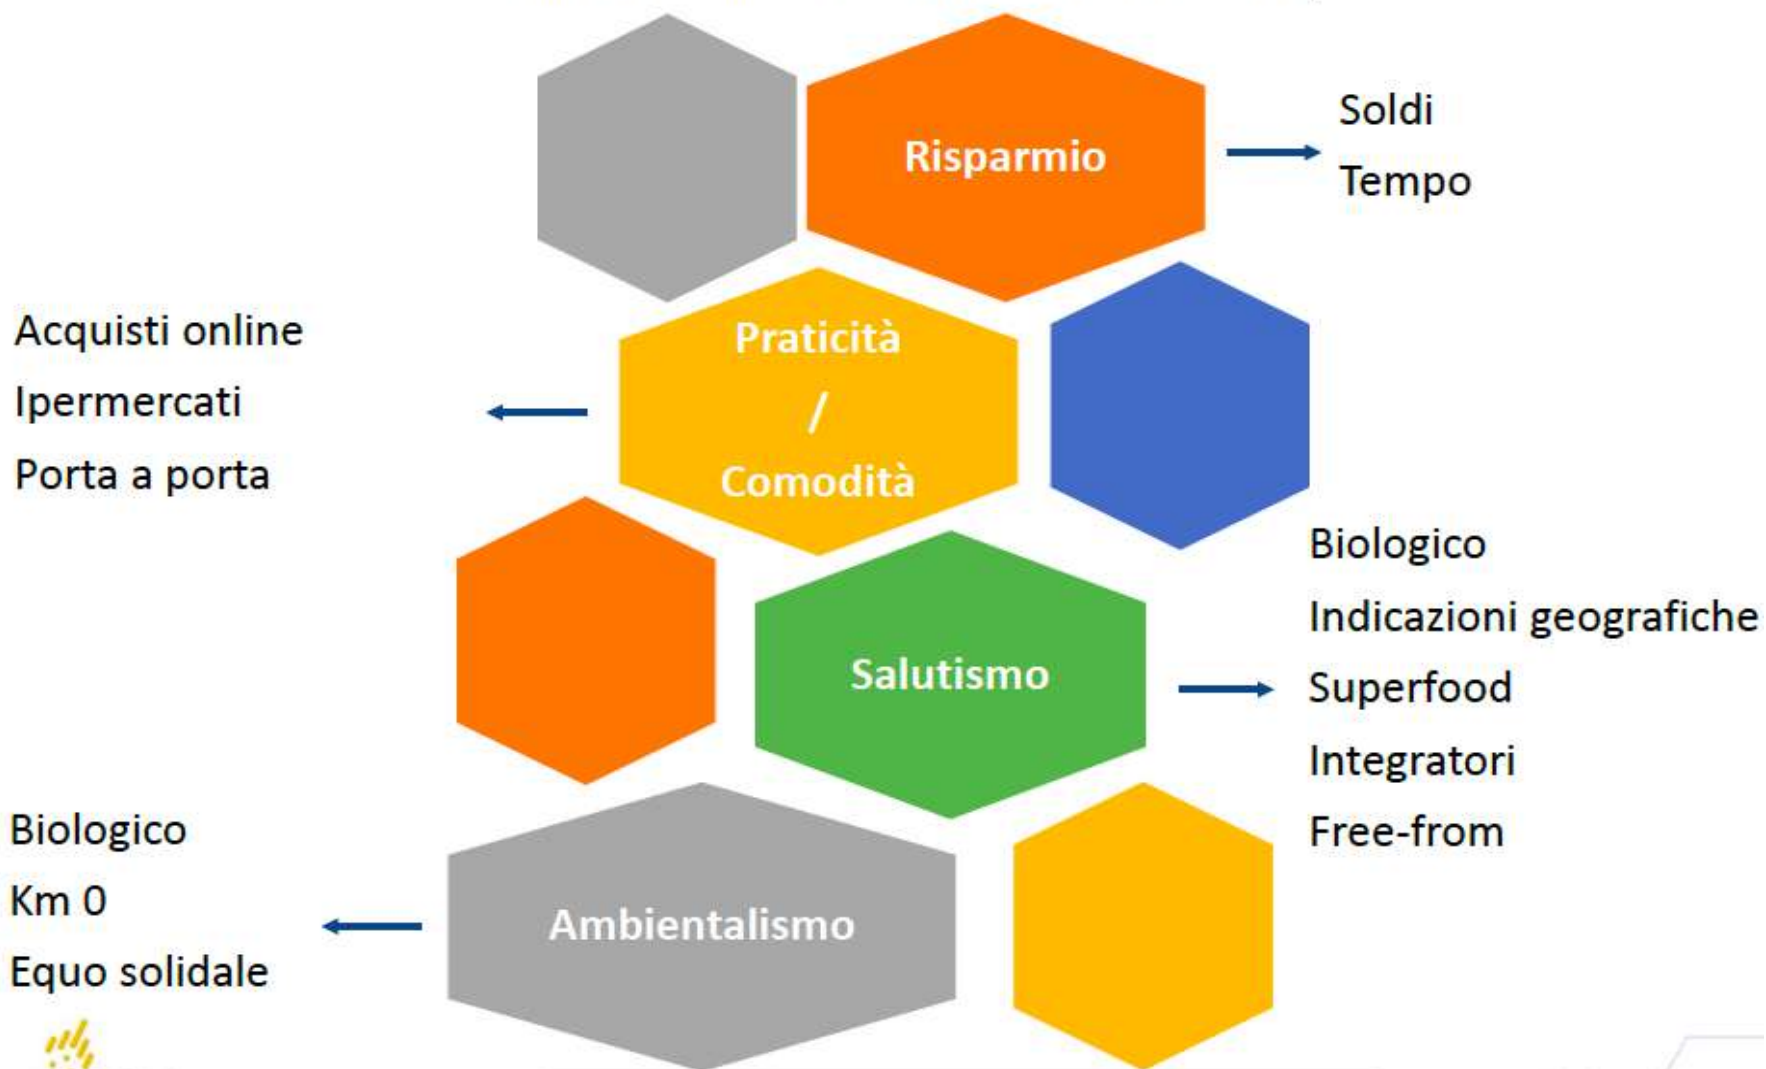 Risparmio
Soldi
Tempo
Acquisti online
Ipermercati
Porta a porta
Praticità
/
Comodità
Biologico
Indicazioni geografiche
Superfood
Integratori
Free-from
Salutismo
Biologico
Km 0
Equo solidale
Ambientalismo